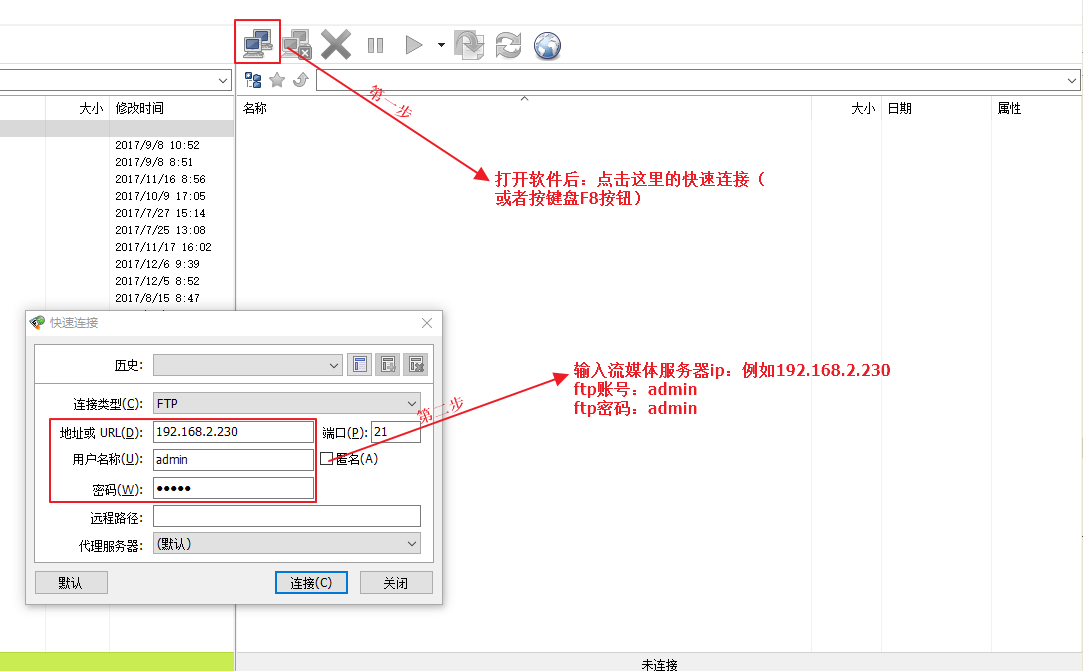 大小 修改时间 名称 大小 日期 属性
第一步
2017/9/8 10:52
2017/9/8 8:51
2017/11/16 8:56
打开软件后：点击这里的快速连接（
2017/10/9 17:05
或者按键盘F8按钮）
2017/7/27 15:14
2017/7/25 13:08
2017/11/17 16:02
2017/12/6 9:39
2017/12/5 8:52
2017/8/15 8:47
快速连接
历史:
输入流媒体服务器ip：例如192.168.2.230
ftp账号：admin
ftp密码：admin
第二步
连接类型(C): FTP
地址或 URL(D): 192.168.2.230 端口(P): 21
用户名称(U): admin 匿名(A)
密码(W): •••••
远程路径:
代理服务器: (默认)
默认 连接(C) 关闭
未连接